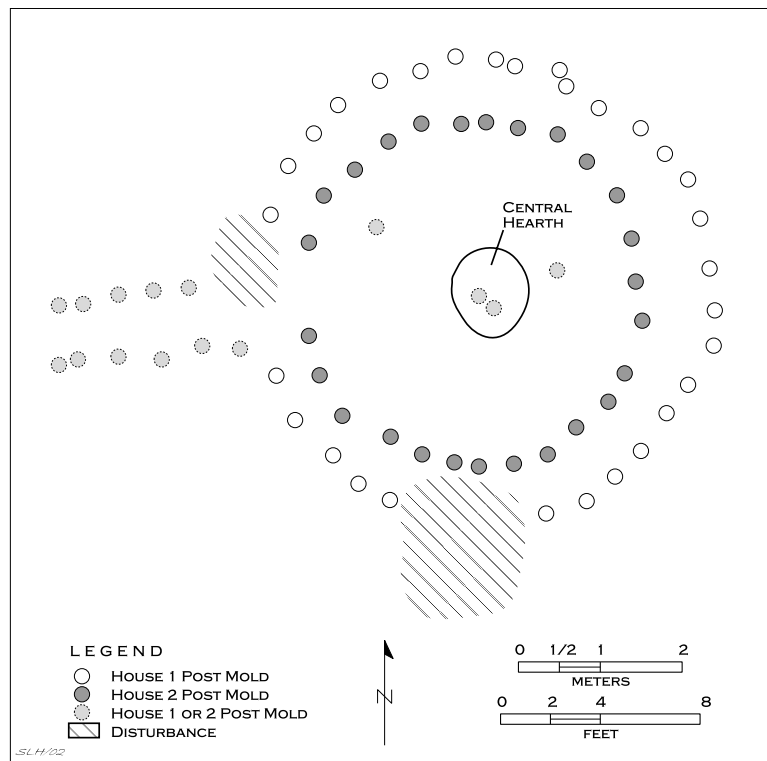 Central
Hearth
LEGEND
House 1 Post Mold
House 2 Post Mold
House 1 or 2 Post Mold
Disturbance
N
0 1/2 1 2
METERS
0 2 4 8
FEET
SLH/02